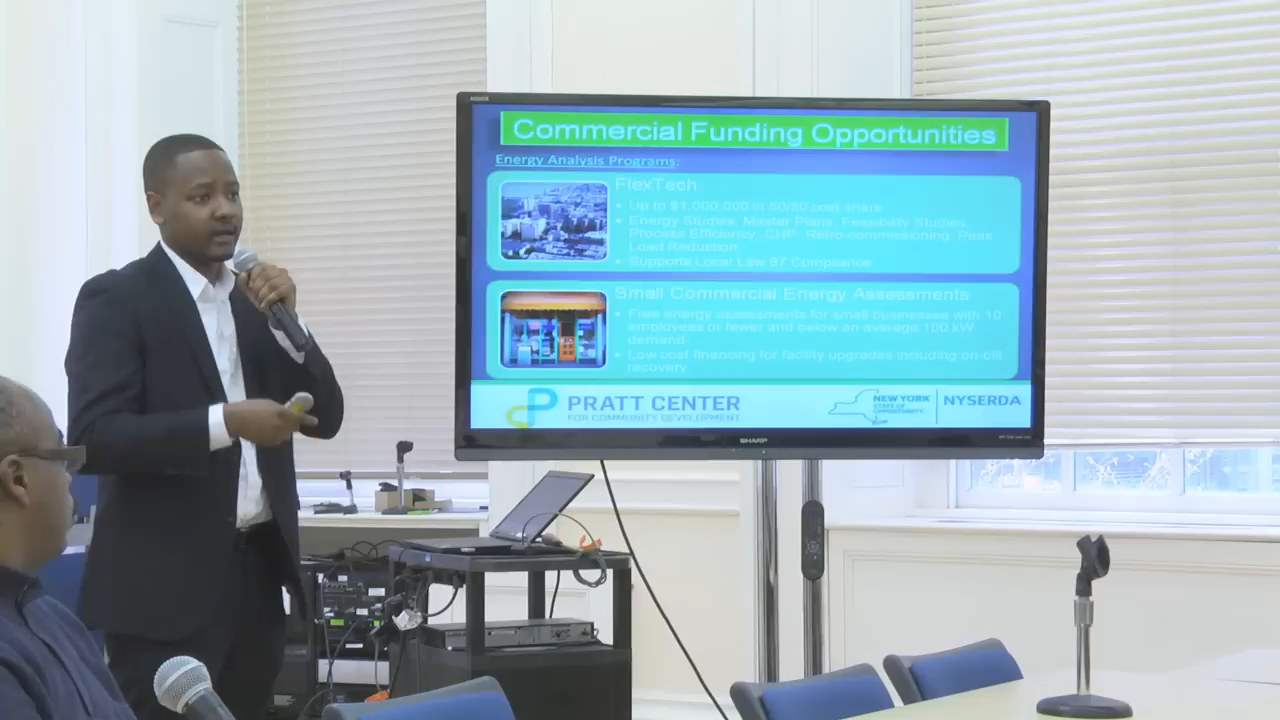 Commercial Funding Opportunities
Energy Analysis Programs:
FlexTech
• Up to $1,000,000 in 50/50 cost share
• Energy Studies, Master Plans, Feasibility Studies,
Process Efficiency, CHP, Retro-commissioning, Peak
Load Reduction
• Supports Local Law 97 Compliance
Small Commercial Energy Assessments
• Free energy assessments for small businesses with 10
employees or fewer and below an average 100 kW
demand
• Low cost financing for facility upgrades including on-bill
recovery
PRATT CENTER
FOR COMMUNITY DEVELOPMENT
NEW YORK
STATE OF
OPPORTUNITY.
NYSERDA
SHARP